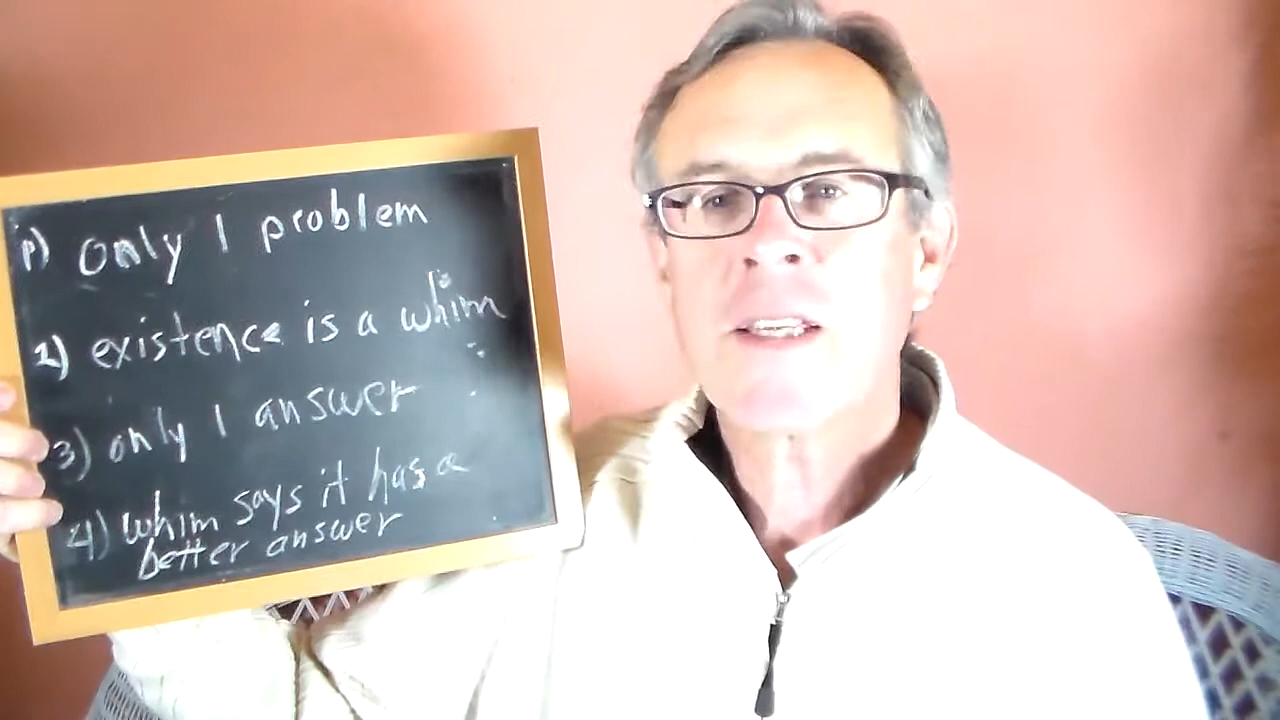 1) only 1 problem
2) existence is a whim
3) only 1 answer
4) whim says it has a
better answer